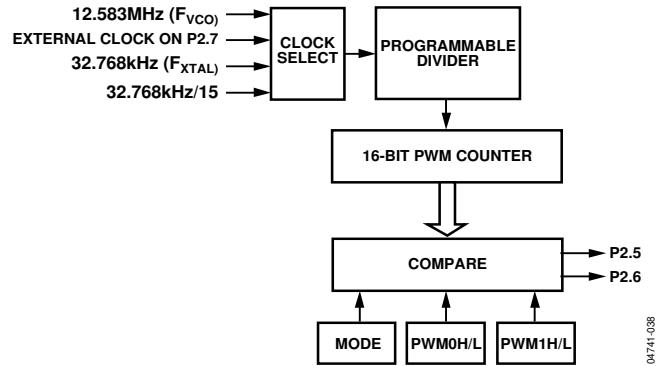 12.583MHz (FVCO)
EXTERNAL CLOCK ON P2.7
32.768kHz (FXTAL)
32.768kHz/15
CLOCK
SELECT
PROGRAMMABLE
DIVIDER
16-BIT PWM COUNTER
COMPARE
P2.5
P2.6
MODE
PWM0H/L
PWM1H/L
04741-038